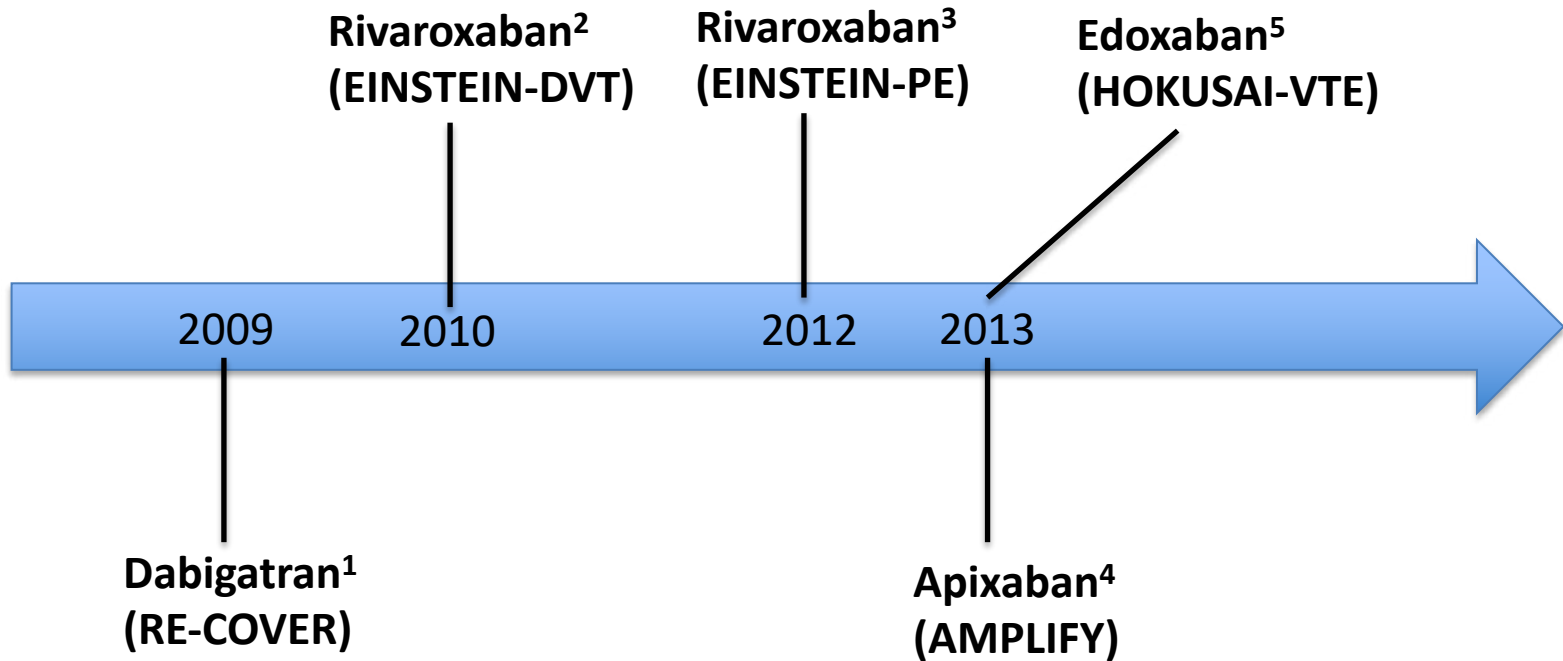 Rivaroxaban²
(EINSTEIN-DVT)
Rivaroxaban³
(EINSTEIN-PE)
Edoxaban⁵
(HOKUSAI-VTE)
2009
2010
2012
2013
Dabigatran¹
(RE-COVER)
Apixaban⁴
(AMPLIFY)